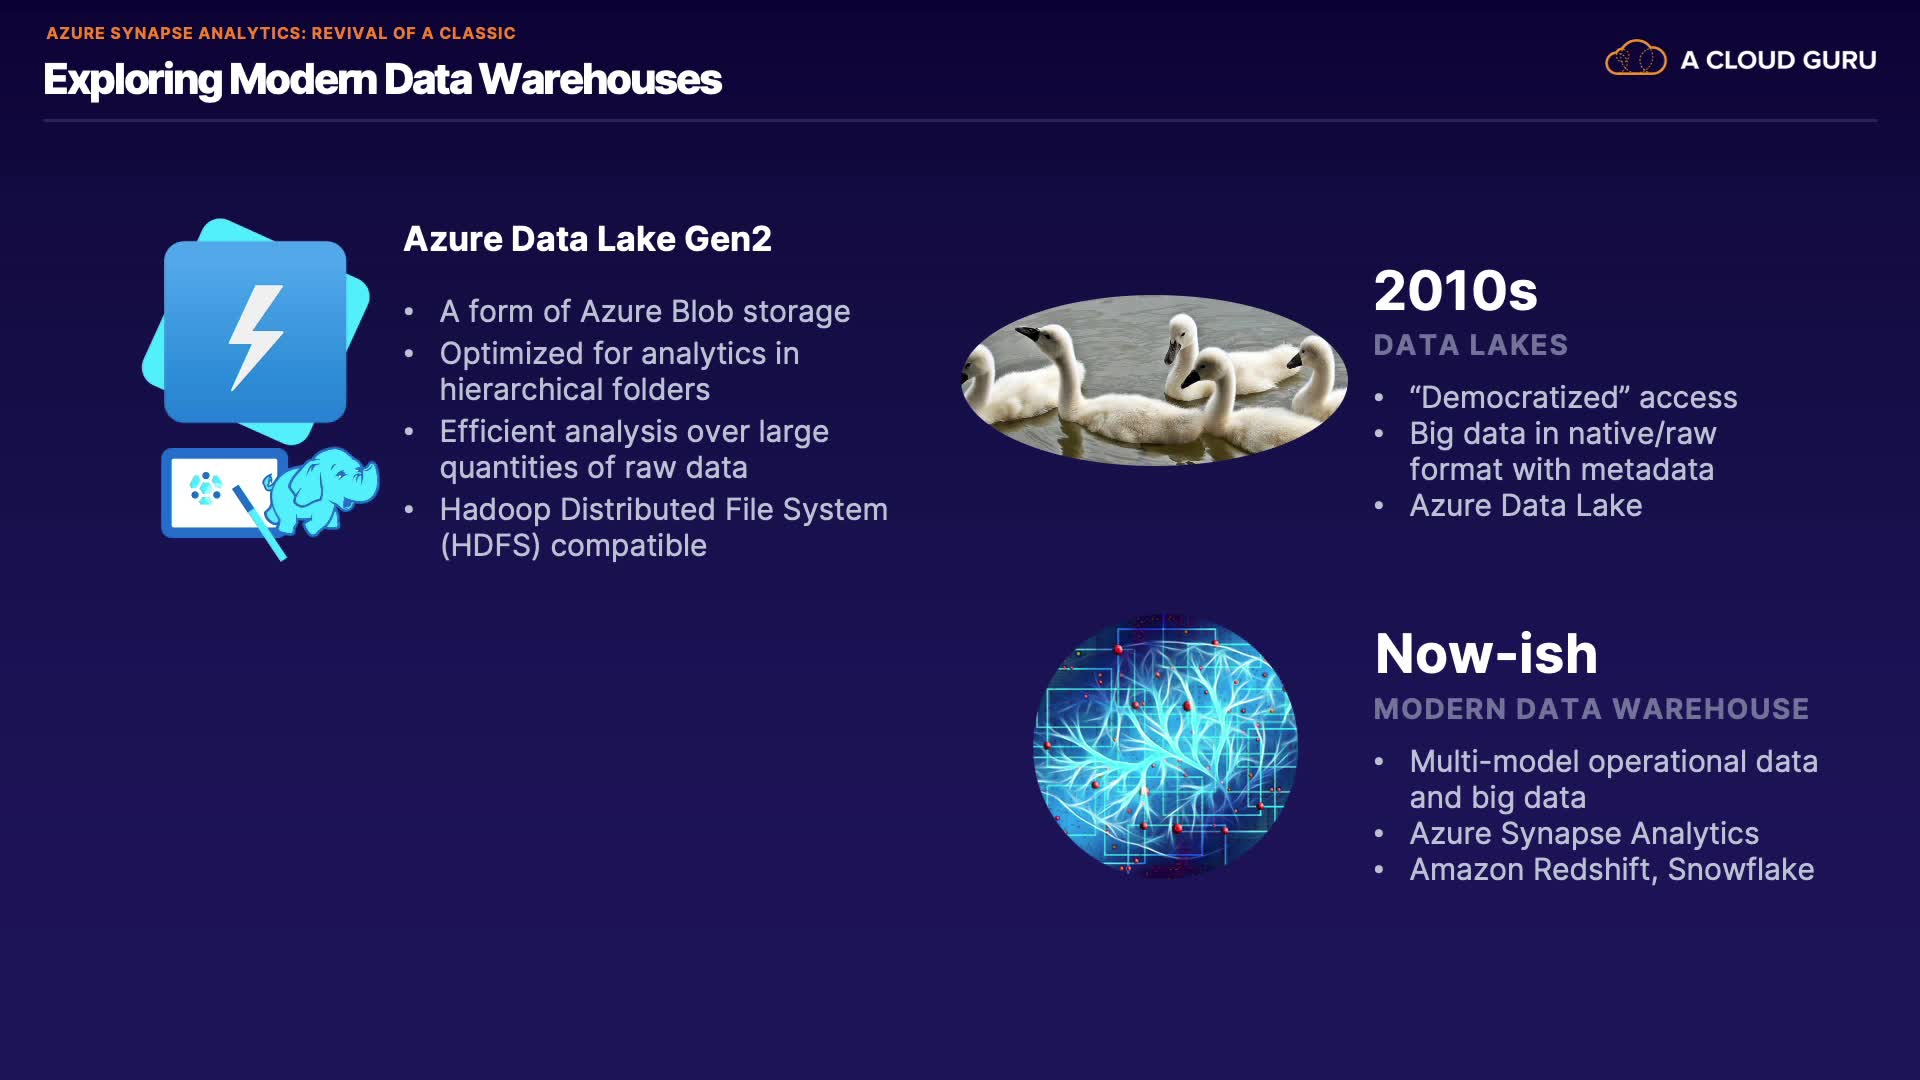 AZURE SYNAPSE ANALYTICS: REVIVAL OF A CLASSIC
Exploring Modern Data Warehouses
A CLOUD GURU
Azure Data Lake Gen2
• A form of Azure Blob storage
• Optimized for analytics in
hierarchical folders
• Efficient analysis over large
quantities of raw data
• Hadoop Distributed File System
(HDFS) compatible
2010s
DATA LAKES
• “Democratized” access
• Big data in native/raw
format with metadata
• Azure Data Lake
Now-ish
MODERN DATA WAREHOUSE
• Multi-model operational data
and big data
• Azure Synapse Analytics
• Amazon Redshift, Snowflake